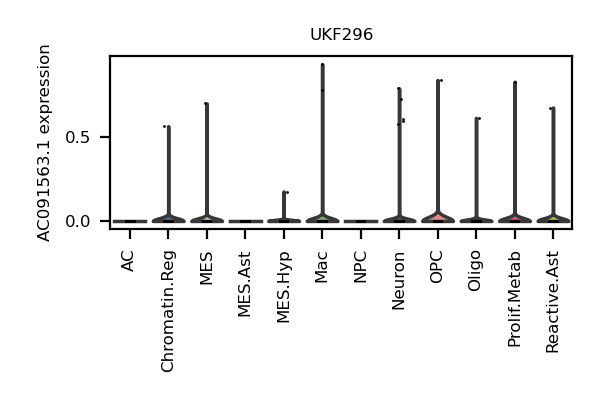 UKF296
AC091563.1 expression
0.5
0.0
AC
Chromatin.Reg
MES
MES.Ast
MES.Hyp
Mac
NPC
Neuron
OPC
Oligo
Prolif.Metab
Reactive.Ast